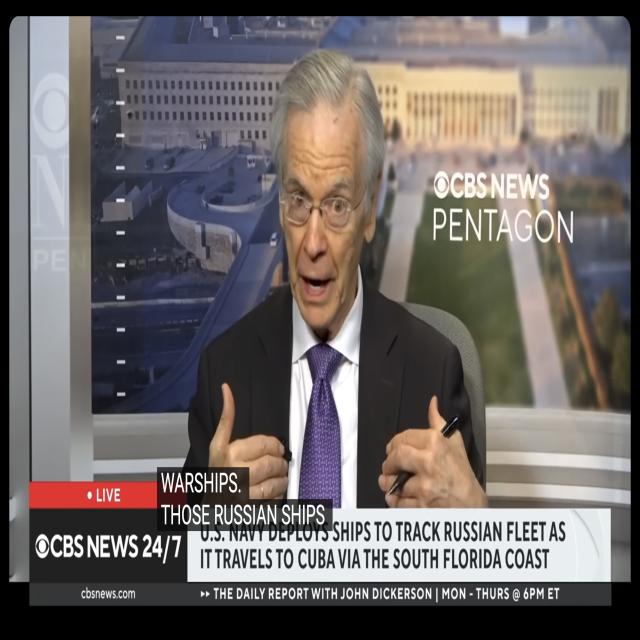 CBS NEWS
PENTAGON
N
PEN
LIVE
WARSHIPS.
THOSE RUSSIAN SHIPS
CBS NEWS 24/7
U.S. NAVY DEPLOYS SHIPS TO TRACK RUSSIAN FLEET AS
IT TRAVELS TO CUBA VIA THE SOUTH FLORIDA COAST
cbsnews.com
THE DAILY REPORT WITH JOHN DICKERSON | MON - THURS @ 6PM ET